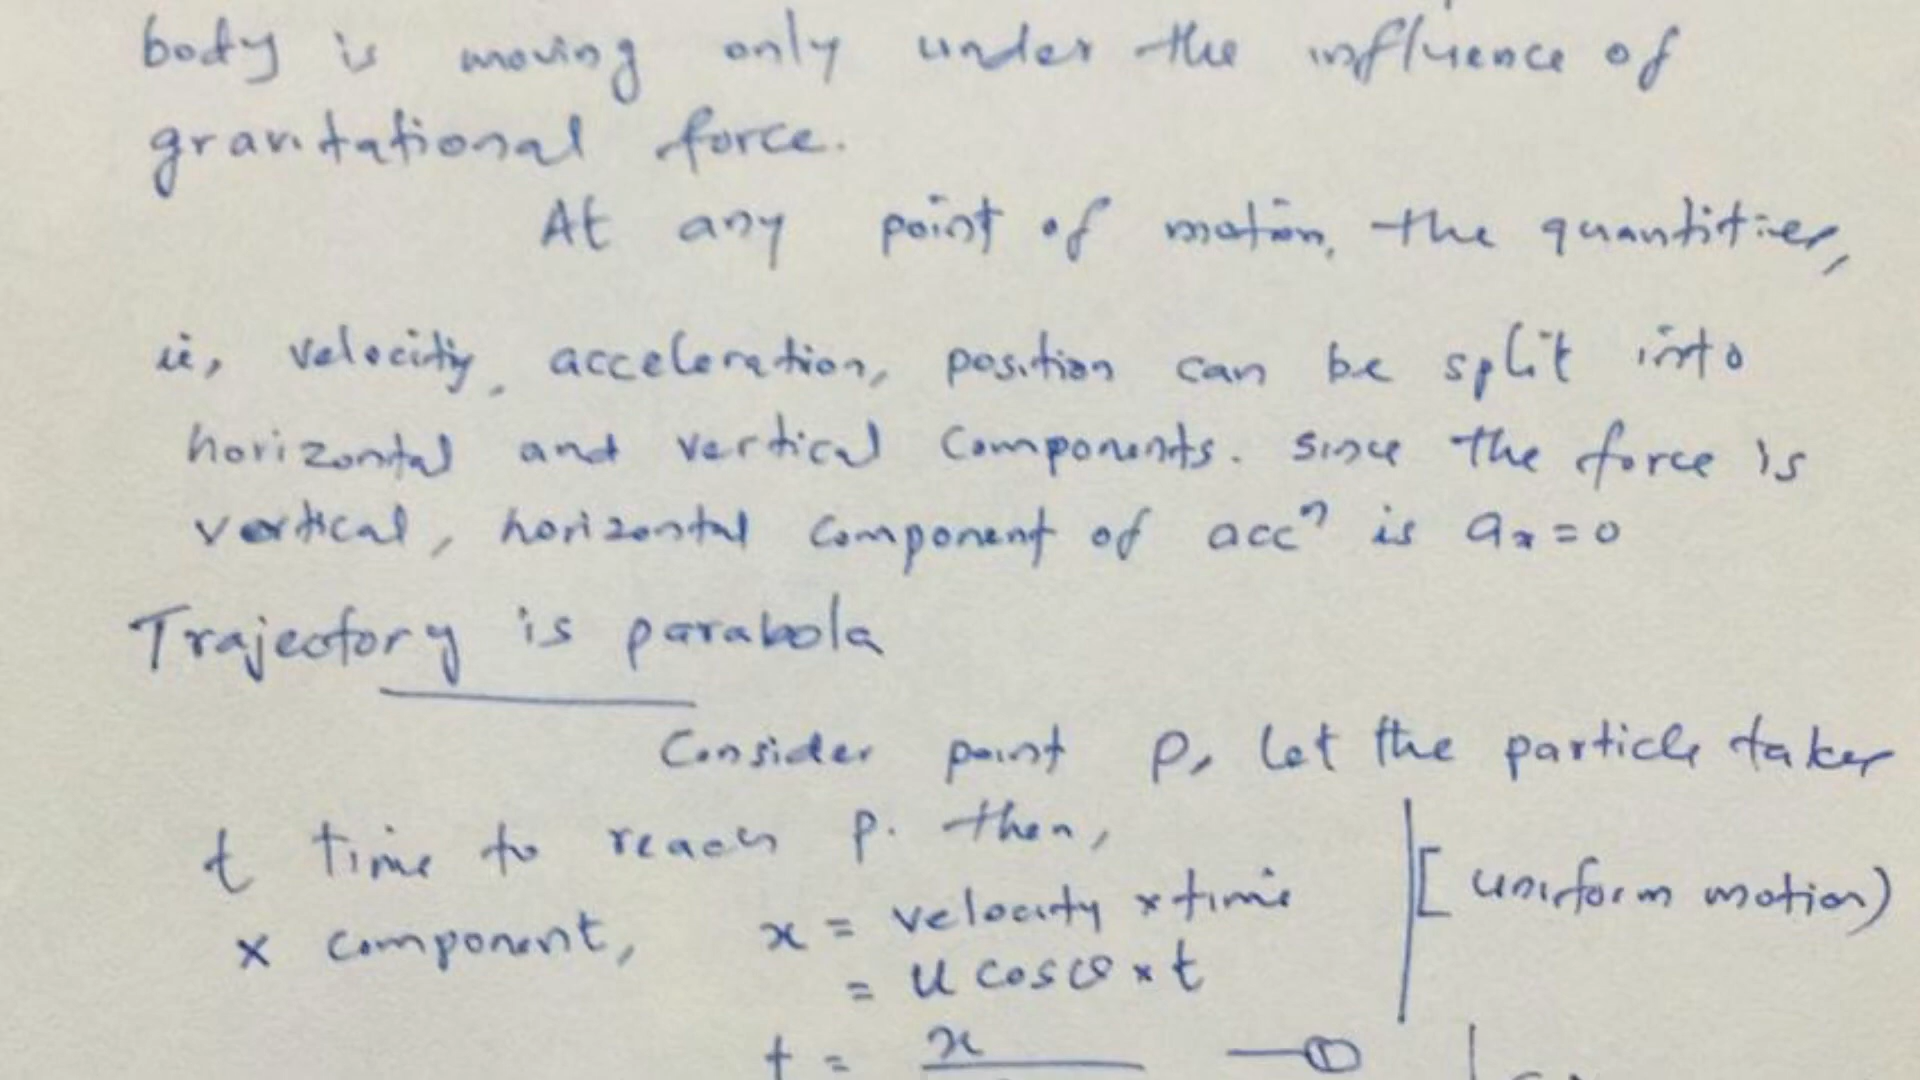 body is moving only under the influence of
gravitational force.
At any point of motion, the quantities,
ie, velocity, acceleration, position can be split into
horizontal and vertical components. Since the force is
vertical, horizontal component of accⁿ is aₓ = 0
Trajectory is parabola
Consider point P, Let the particle takes
t time to reach P. then,
x component, x = velocity × time [uniform motion)
= u cosθ × t
t = x —①